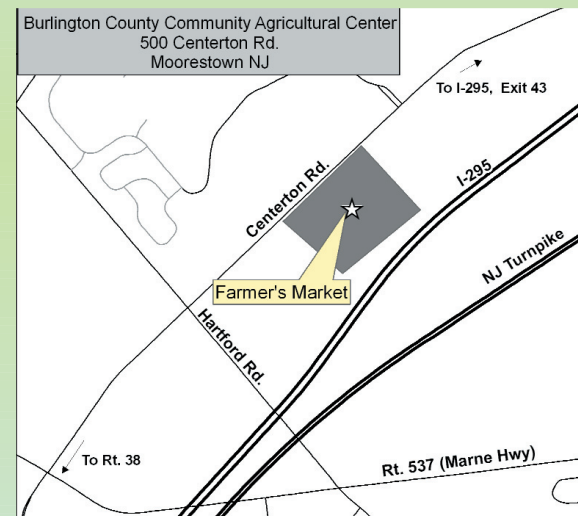 Burlington County Community Agricultural Center
500 Centerton Rd.
Moorestown NJ
To I-295, Exit 43
Centerton Rd.
I-295
NJ Turnpike
Farmer's Market
Hartford Rd.
To Rt. 38
Rt. 537 (Marne Hwy)